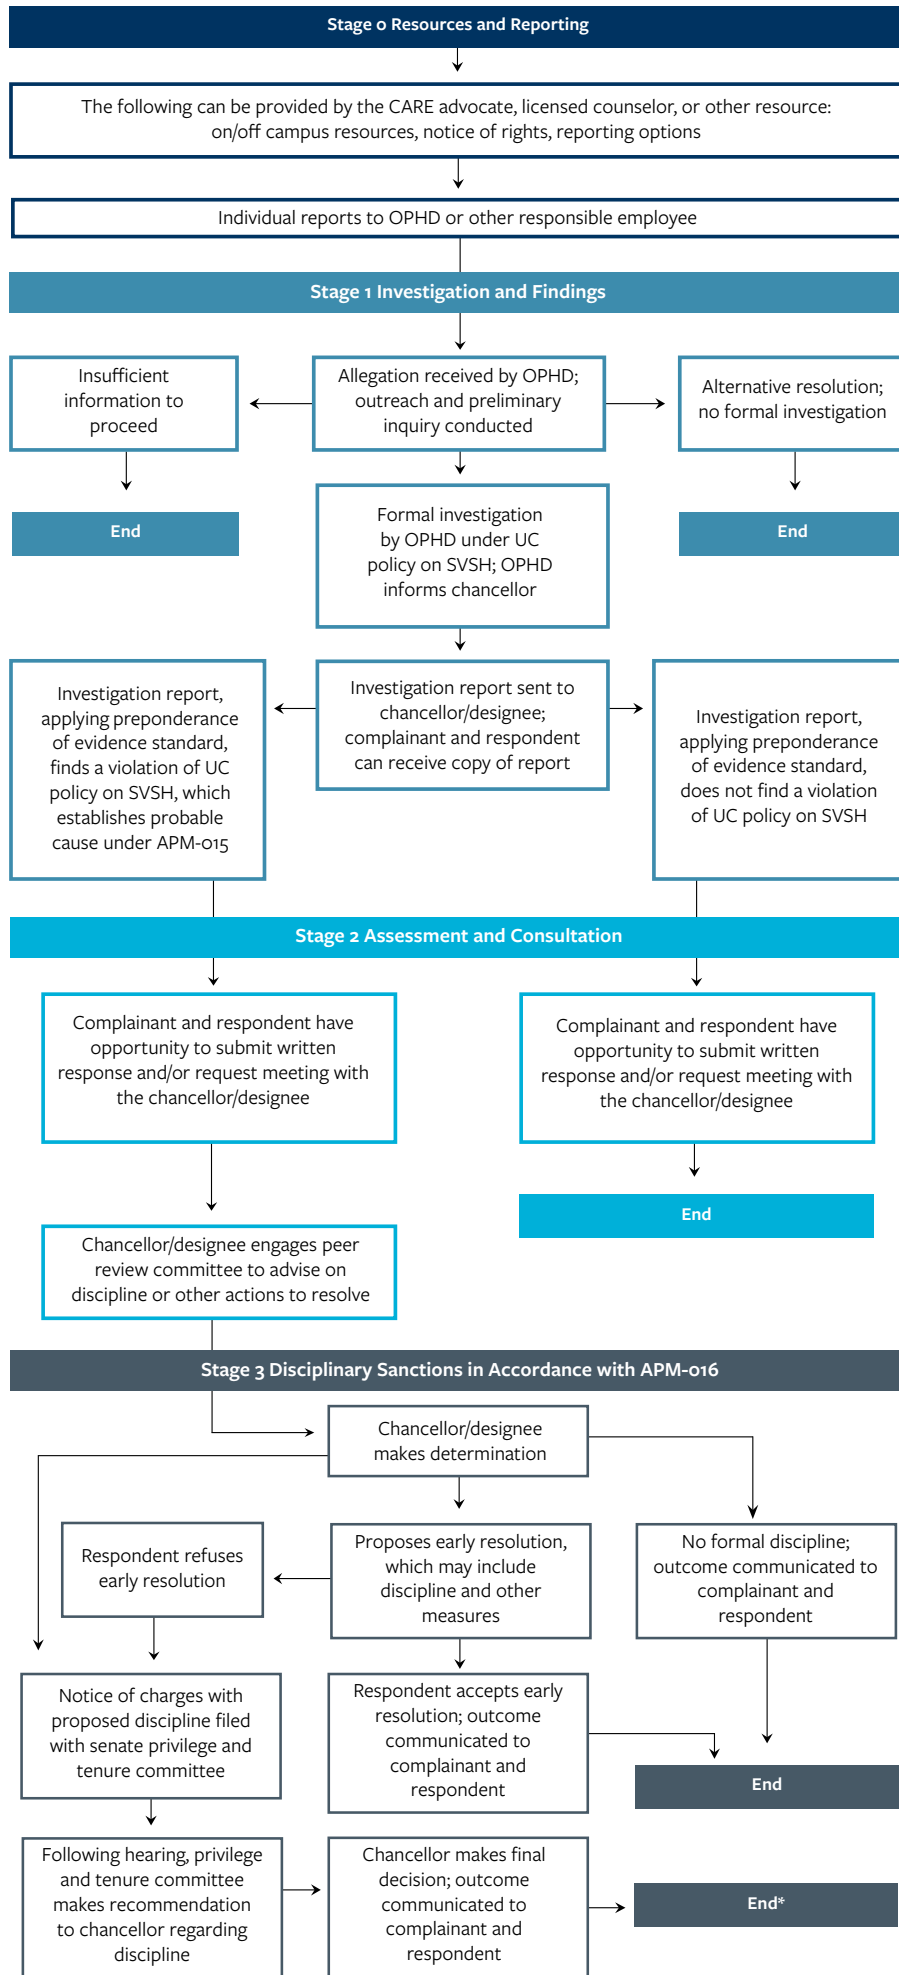 Stage 0 Resources and Reporting
The following can be provided by the CARE advocate, licensed counselor, or other resource:
on/off campus resources, notice of rights, reporting options
Individual reports to OPHD or other responsible employee
Stage 1 Investigation and Findings
Insufficient
information to
proceed
Allegation received by OPHD;
outreach and preliminary
inquiry conducted
Alternative resolution;
no formal investigation
End
Formal investigation
by OPHD under UC
policy on SVSH; OPHD
informs chancellor
End
Investigation report,
applying preponderance
of evidence standard,
finds a violation of UC
policy on SVSH, which
establishes probable
cause under APM-015
Investigation report sent to
chancellor/designee;
complainant and respondent
can receive copy of report
Investigation report,
applying preponderance
of evidence standard,
does not find a violation
of UC policy on SVSH
Stage 2 Assessment and Consultation
Complainant and respondent have
opportunity to submit written
response and/or request meeting with
the chancellor/designee
Complainant and respondent have
opportunity to submit written
response and/or request meeting with
the chancellor/designee
End
Chancellor/designee engages peer
review committee to advise on
discipline or other actions to resolve
Stage 3 Disciplinary Sanctions in Accordance with APM-016
Chancellor/designee
makes determination
Respondent refuses
early resolution
Proposes early resolution,
which may include
discipline and other
measures
No formal discipline;
outcome communicated to
complainant and
respondent
Notice of charges with
proposed discipline filed
with senate privilege and
tenure committee
Respondent accepts early
resolution; outcome
communicated to
complainant and
respondent
End
Following hearing, privilege
and tenure committee
makes recommendation
to chancellor regarding
discipline
Chancellor makes final
decision; outcome
communicated to
complainant and
respondent
End*